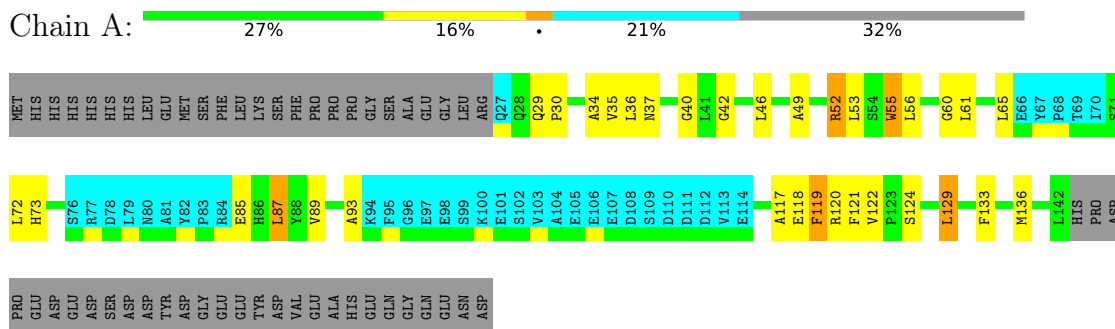 Chain A:
27% 16% • 21% 32%
MET HIS HIS HIS HIS HIS HIS LEU GLU MET SER PHE LEU LYS SER PHE PRO PRO PRO GLY SER ALA GLU GLY LEU ARG Q27 Q28 Q29 P30 A34 V35 L36 N37 G40 L41 G42 L46 A49 R52 L53 S54 W55 L56 G60 L61 L65 E66 Y67 P68 T69 I70 S71
L72 H73 S76 R77 D78 L79 N80 A81 Y82 P83 R84 E85 H86 L87 Y88 V89 A93 K94 F95 G96 E97 E98 S99 K100 E101 S102 V103 A104 E105 E106 E107 D108 S109 D110 D111 D112 V113 E114 A117 E118 F119 R120 F121 V122 P123 S124 L129 F133 M136 L142 HIS PRO ASP
PRO GLU ASP GLU ASP SER ASP ASP TYR ASP GLY GLU GLU TYR ASP VAL GLU ALA HIS GLU GLN GLY GLN GLU ASN ASP